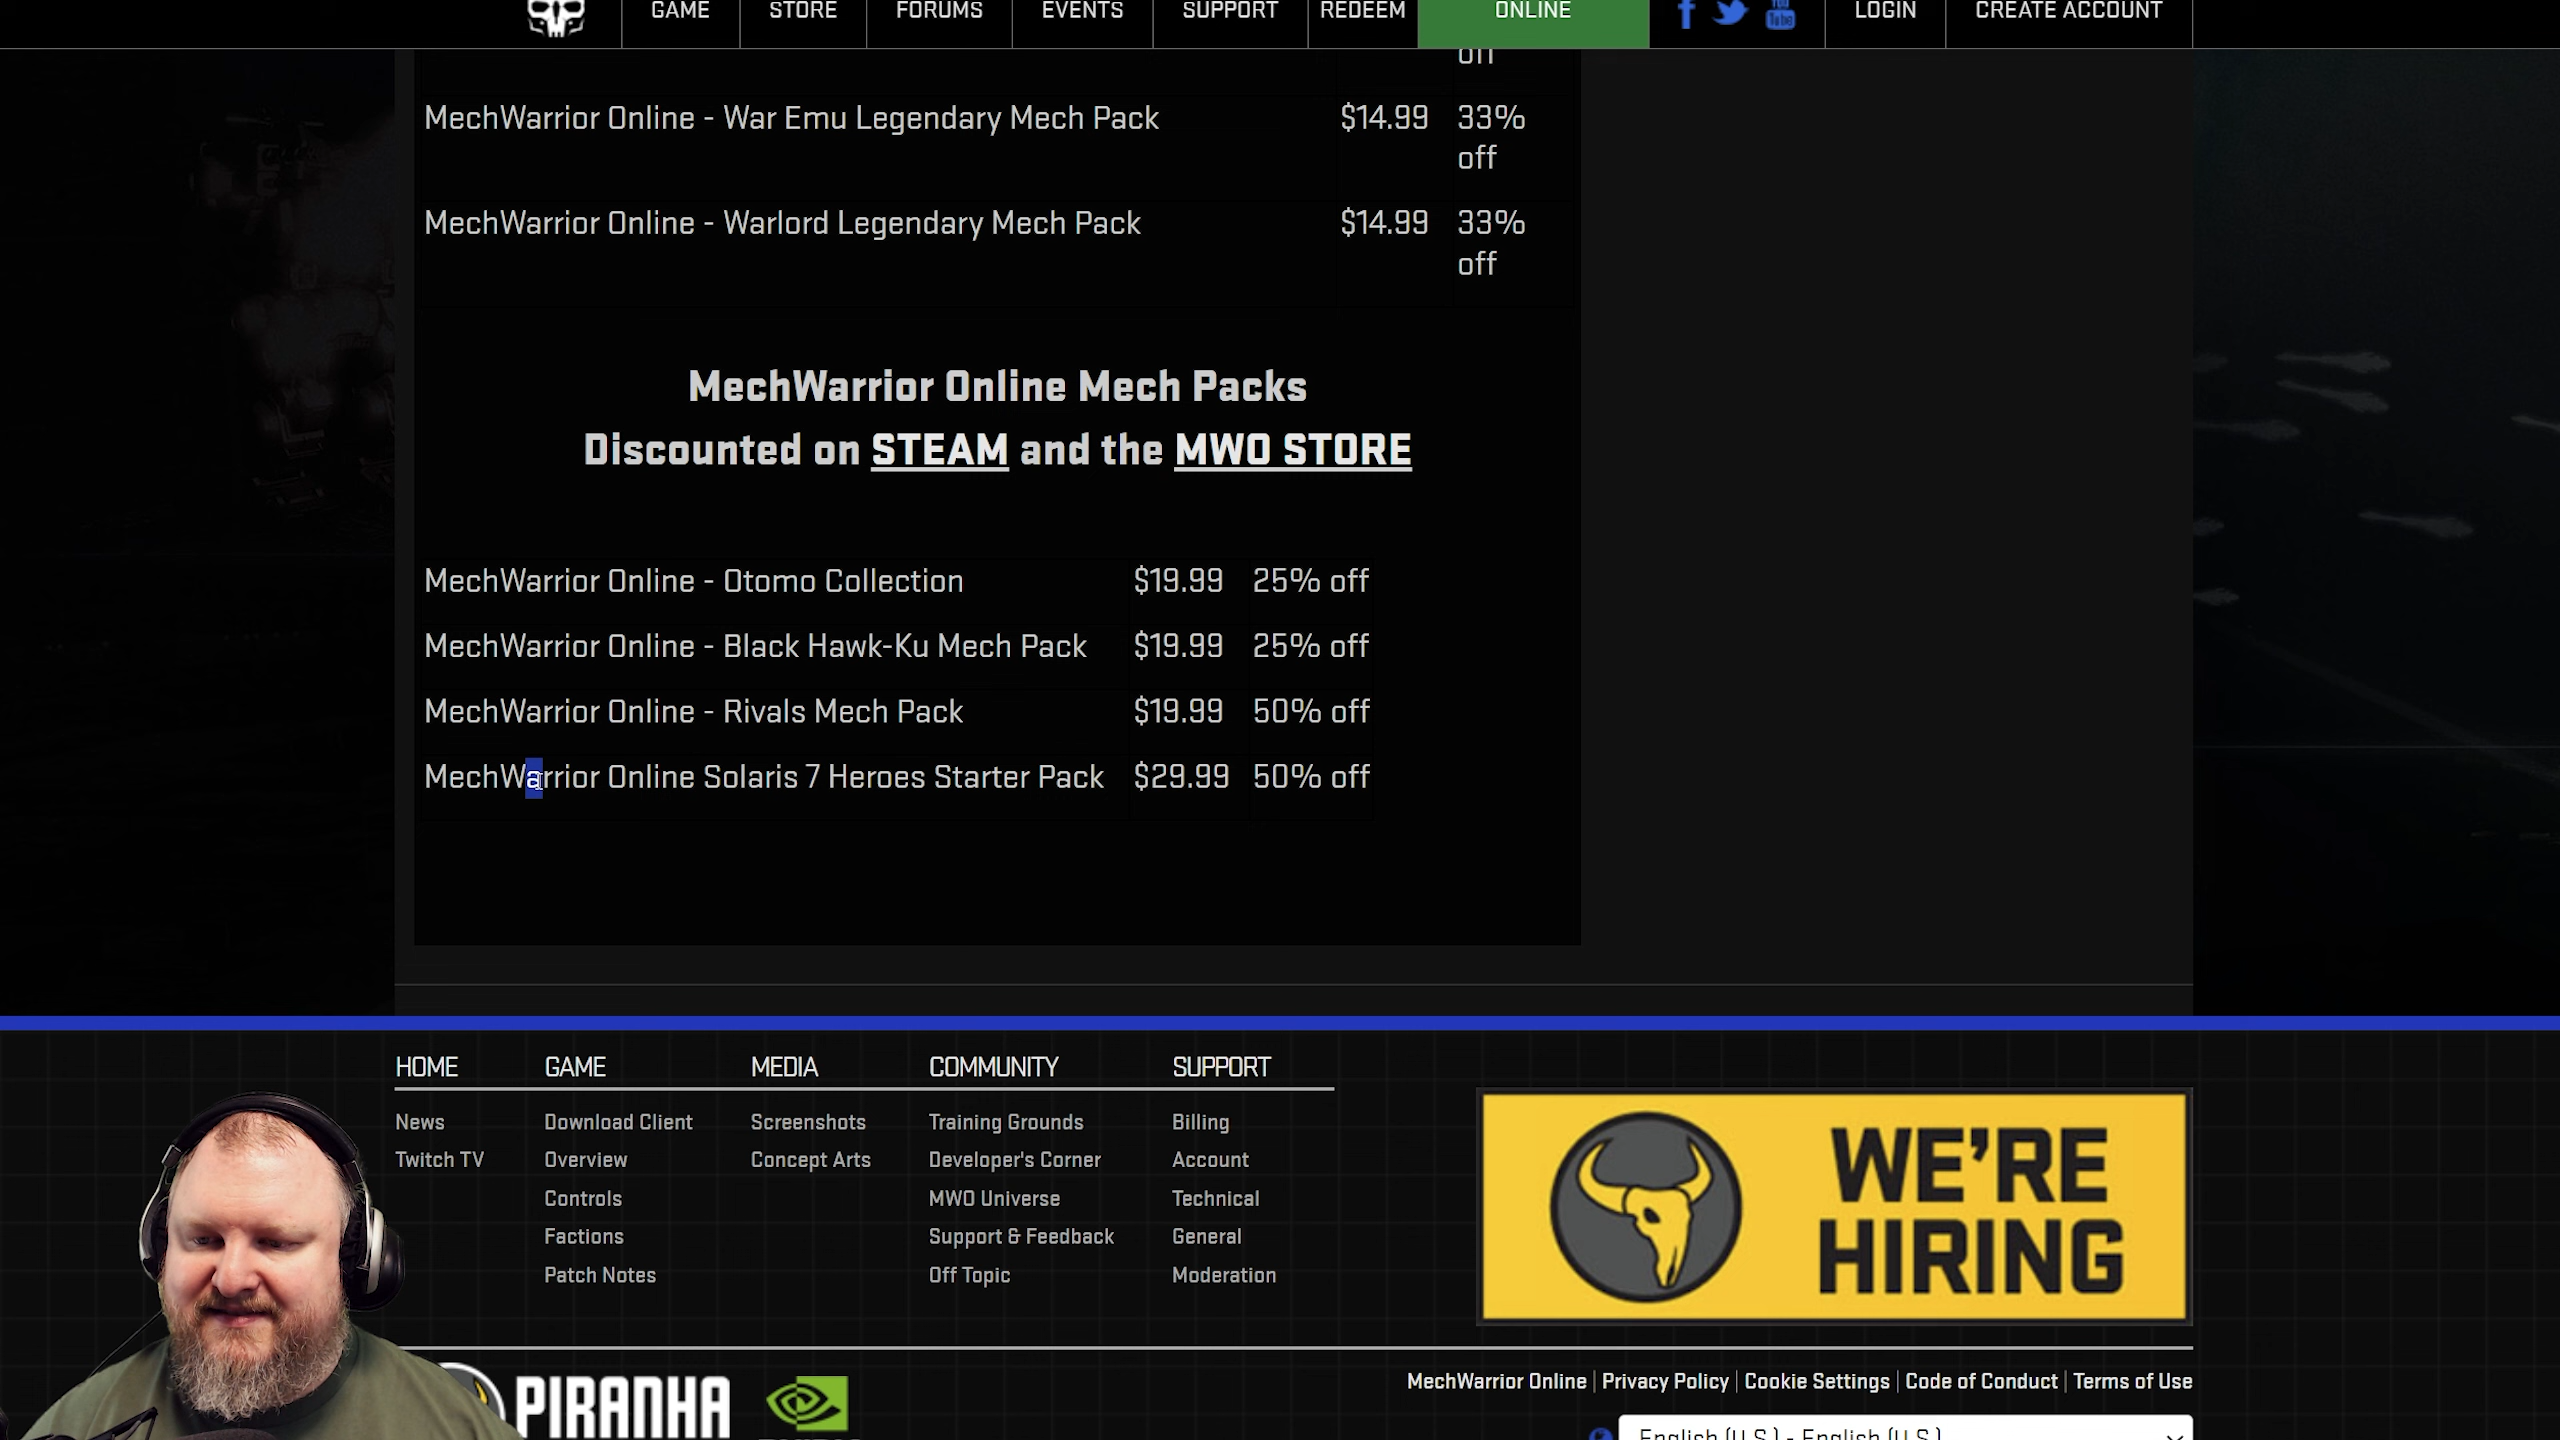 GAME STORE FORUMS EVENTS SUPPORT REDEEM ONLINE LOGIN CREATE ACCOUNT
off
MechWarrior Online - War Emu Legendary Mech Pack $14.99 33%
off
MechWarrior Online - Warlord Legendary Mech Pack $14.99 33%
off
MechWarrior Online Mech Packs
Discounted on STEAM and the MWO STORE
MechWarrior Online - Otomo Collection $19.99 25% off
MechWarrior Online - Black Hawk-Ku Mech Pack $19.99 25% off
MechWarrior Online - Rivals Mech Pack $19.99 50% off
MechWarrior Online Solaris 7 Heroes Starter Pack $29.99 50% off
HOME GAME MEDIA COMMUNITY SUPPORT
News Download Client Screenshots Training Grounds Billing
Twitch TV Overview Concept Arts Developer's Corner Account
Controls MWO Universe Technical
Factions Support & Feedback General
Patch Notes Off Topic Moderation
WE'RE
HIRING
MechWarrior Online | Privacy Policy | Cookie Settings | Code of Conduct | Terms of Use
PIRANHA
English (U.S.) - English (U.S.)